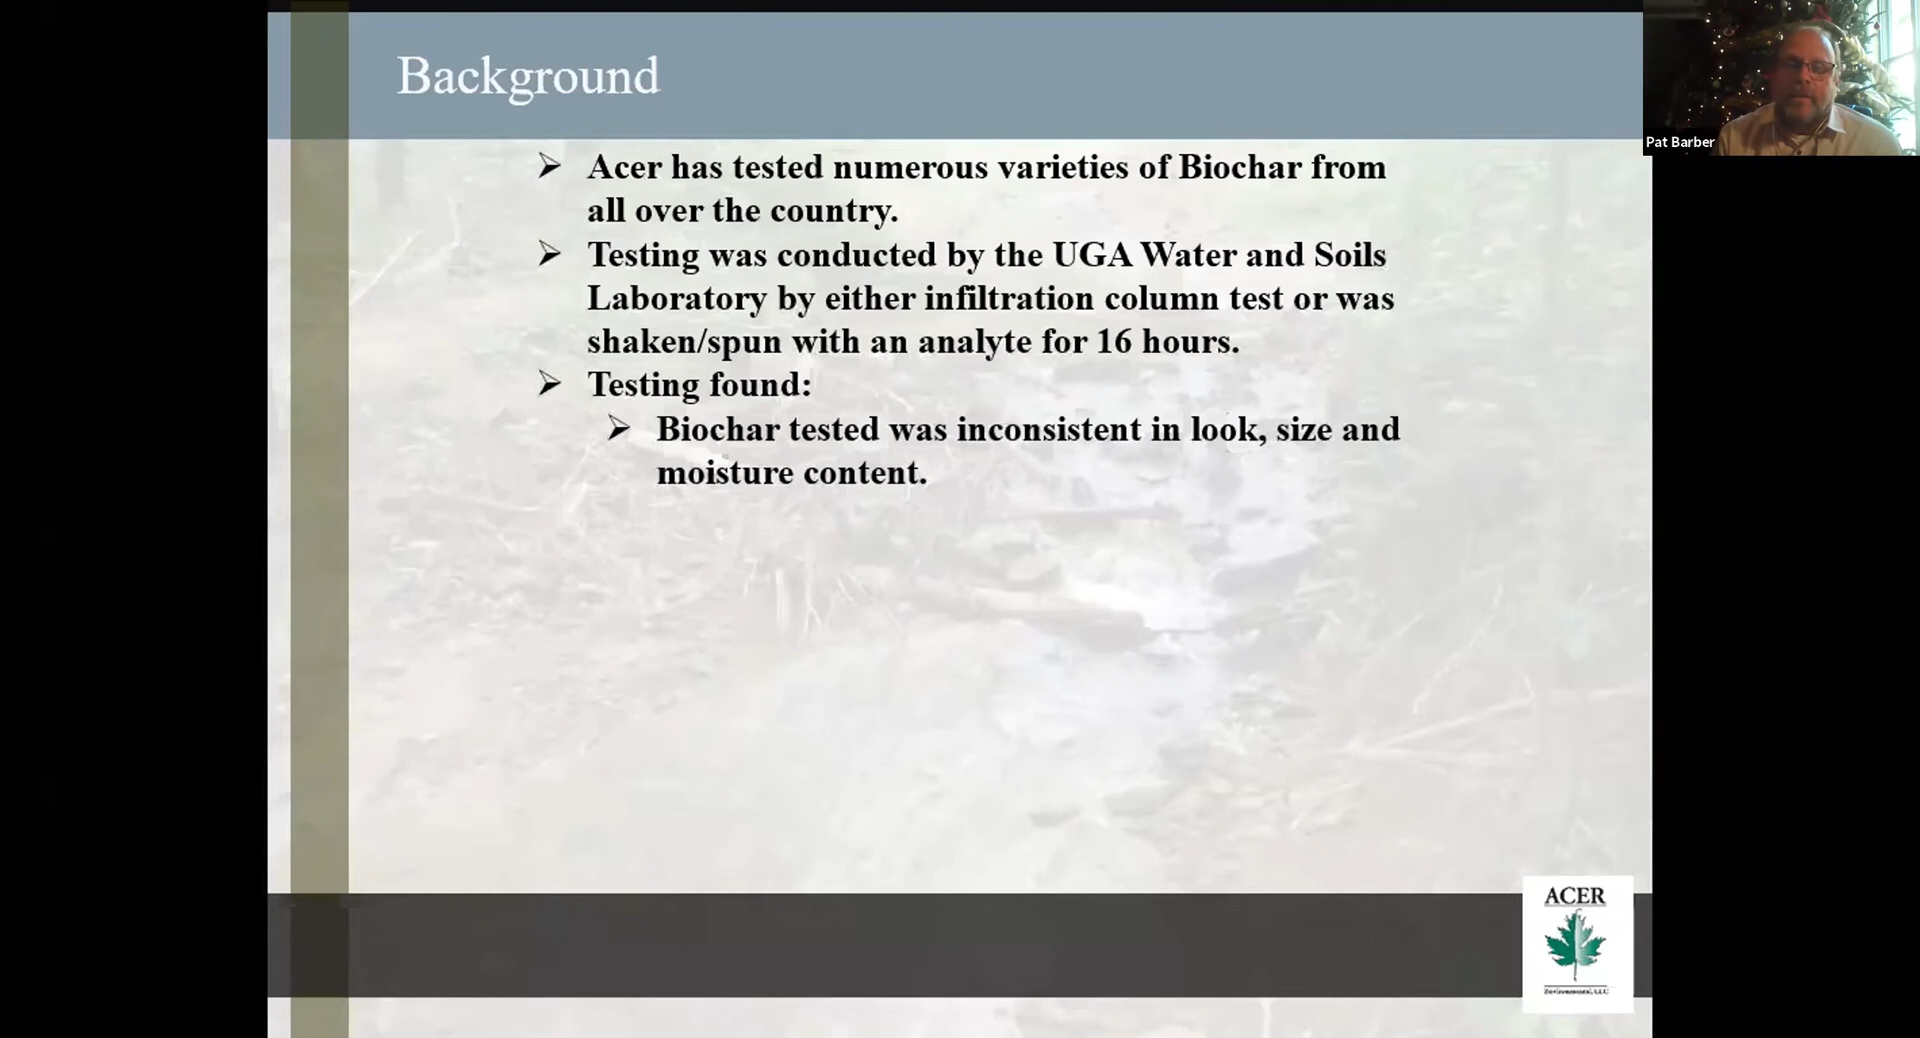 Background
Pat Barber
Acer has tested numerous varieties of Biochar from
all over the country.
Testing was conducted by the UGA Water and Soils
Laboratory by either infiltration column test or was
shaken/spun with an analyte for 16 hours.
Testing found:
Biochar tested was inconsistent in look, size and
moisture content.
ACER
Environmental, LLC